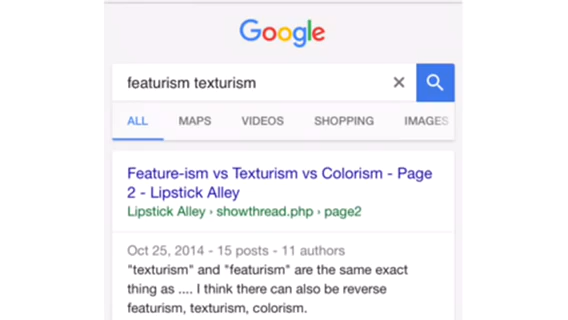 Google
featurism texturism
ALL MAPS VIDEOS SHOPPING IMAGES
Feature-ism vs Texturism vs Colorism - Page
2 - Lipstick Alley
Lipstick Alley › showthread.php › page2
Oct 25, 2014 - 15 posts - 11 authors
"texturism" and "featurism" are the same exact
thing as .... I think there can also be reverse
featurism, texturism, colorism.